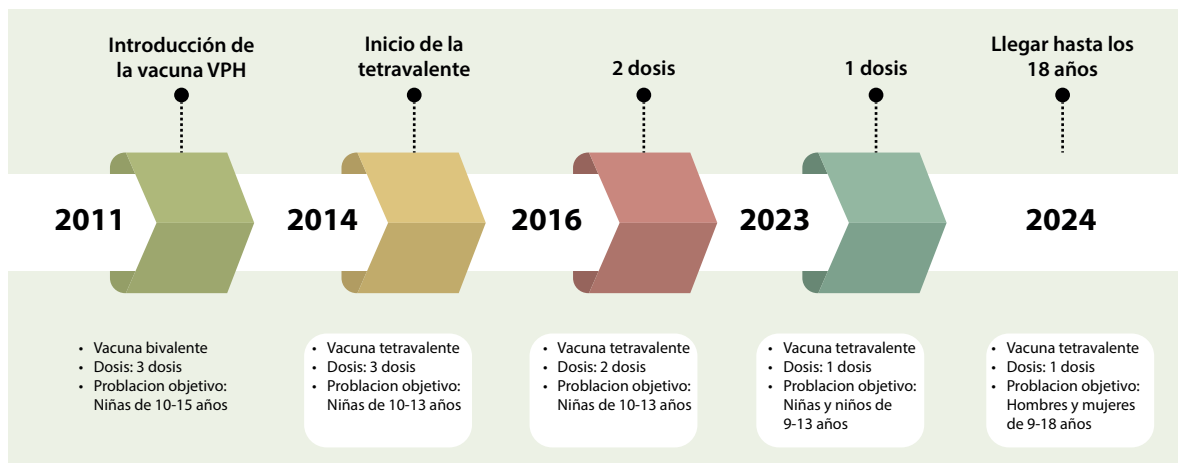 Introducción de
la vacuna VPH
Inicio de la
tetravalente
2 dosis
1 dosis
Llegar hasta los
18 años
2011
2014
2016
2023
2024
• Vacuna bivalente
• Dosis: 3 dosis
• Problacion objetivo:
Niñas de 10-15 años
• Vacuna tetravalente
• Dosis: 3 dosis
• Problacion objetivo:
Niñas de 10-13 años
• Vacuna tetravalente
• Dosis: 2 dosis
• Problacion objetivo:
Niñas de 10-13 años
• Vacuna tetravalente
• Dosis: 1 dosis
• Problacion objetivo:
Niñas y niños de
9-13 años
• Vacuna tetravalente
• Dosis: 1 dosis
• Problacion objetivo:
Hombres y mujeres
de 9-18 años